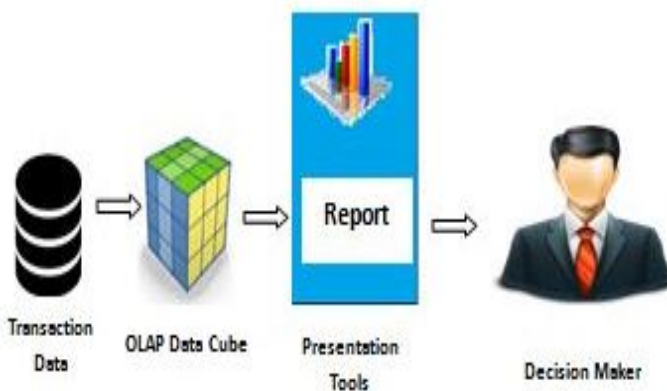 Report
Transaction
Data
OLAP Data Cube
Presentation
Tools
Decision Maker